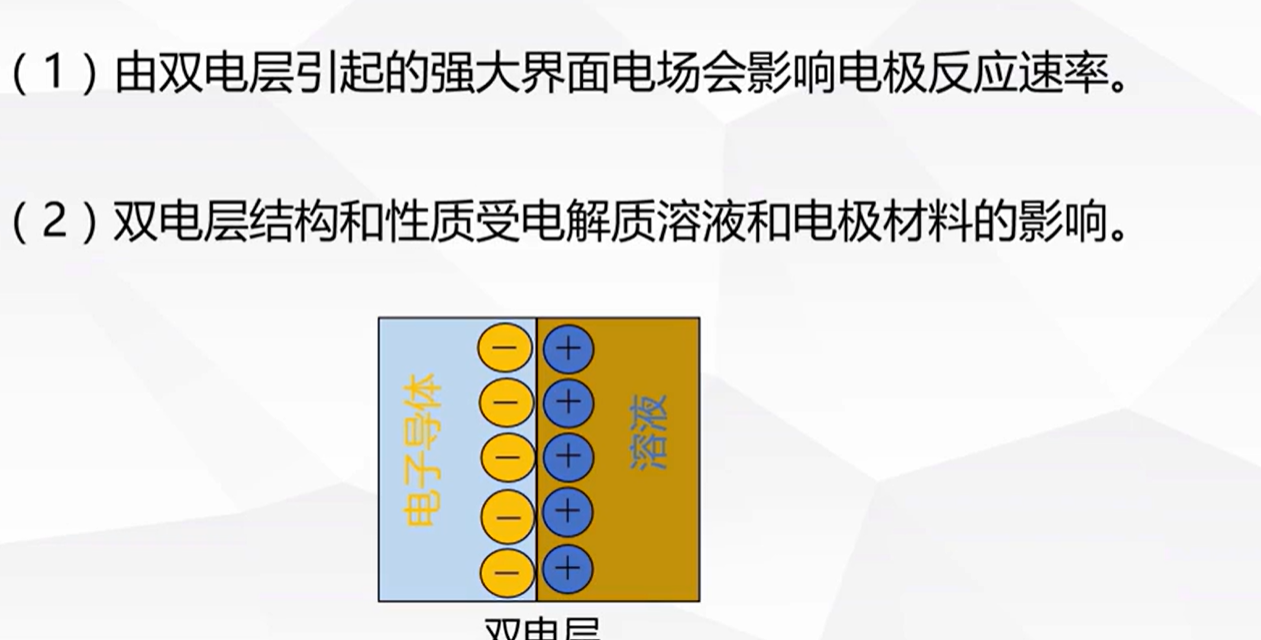 （1）由双电层引起的强大界面电场会影响电极反应速率。
（2）双电层结构和性质受电解质溶液和电极材料的影响。
电子导体
溶液
双电层